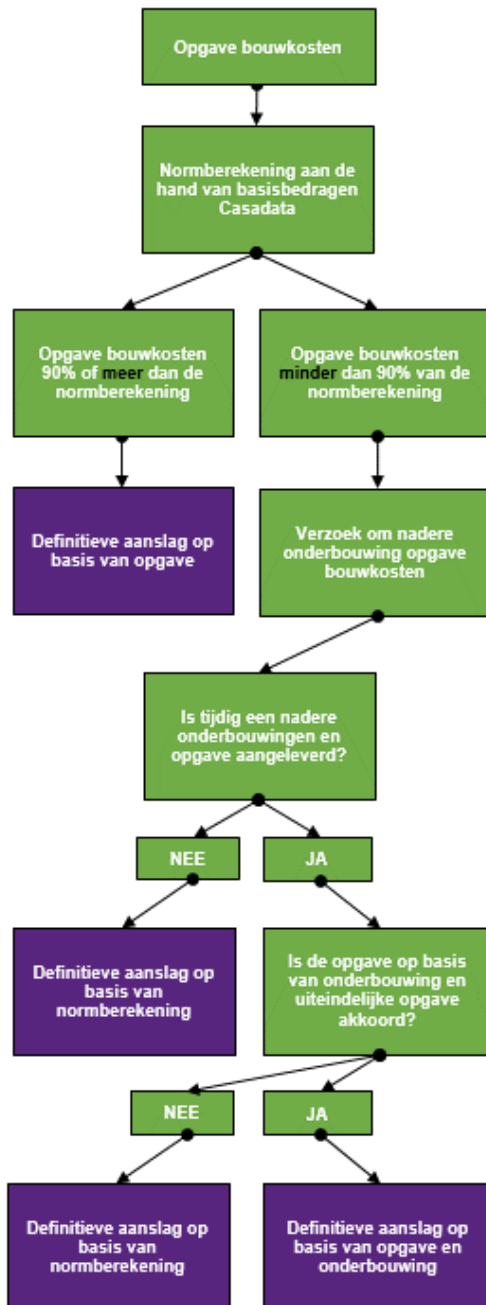 Opgave bouwkosten
Normberekening aan de
hand van basisbedragen
Casadata
Opgave bouwkosten
90% of meer dan de
normberekening
Opgave bouwkosten
minder dan 90% van de
normberekening
Definitieve aanslag op
basis van opgave
Verzoek om nadere
onderbouwing opgave
bouwkosten
Is tijdig een nadere
onderbouwingen en
opgave aangeleverd?
NEE
JA
Definitieve aanslag op
basis van
normberekening
Is de opgave op basis
van onderbouwing en
uiteindelijke opgave
akkoord?
NEE
JA
Definitieve aanslag op
basis van
normberekening
Definitieve aanslag op
basis van opgave en
onderbouwing